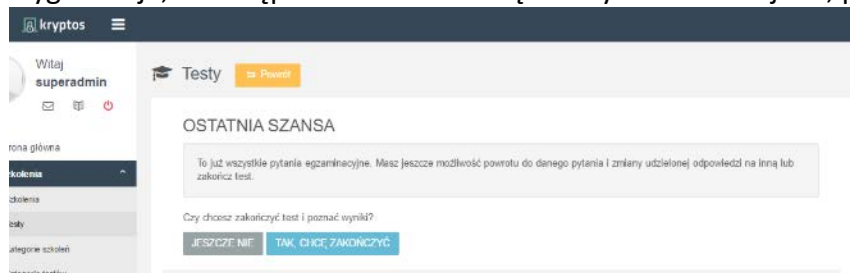 kryptos
Witaj
superadmin
Testy Powrót
OSTATNIA SZANSA
rona główna
To już wszystkie pytania egzaminacyjne. Masz jeszcze możliwość powrotu do danego pytania i zmiany udzielonej odpowiedzi na inną lub
zakończ test.
zkolenia
zkolenia
Czy chcesz zakończyć test i poznać wyniki?
esty
JESZCZE NIE TAK, CHCĘ ZAKOŃCZYĆ
ategorie szkoleń